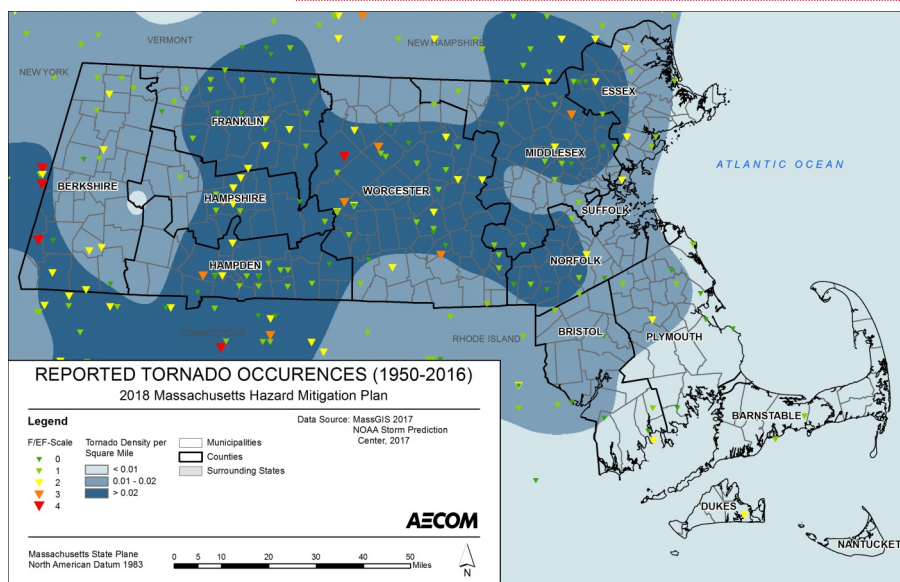 VERMONT
NEW HAMPSHIRE
NEW YORK
ESSEX
FRANKLIN
MIDDLESEX
ATLANTIC OCEAN
BERKSHIRE
WORCESTER
HAMPSHIRE
SUFFOLK
NORFOLK
HAMPDEN
CONNECTICUT
RHODE ISLAND
BRISTOL
PLYMOUTH
BARNSTABLE
DUKES
NANTUCKET
REPORTED TORNADO OCCURENCES (1950-2016)
2018 Massachusetts Hazard Mitigation Plan
Legend
F/EF-Scale
0
1
2
3
4
Tornado Density per
Square Mile
< 0.01
0.01 - 0.02
> 0.02
Municipalities
Counties
Surrounding States
Data Source: MassGIS 2017
NOAA Storm Prediction
Center, 2017
AECOM
Massachusetts State Plane
North American Datum 1983
0 5 10 20 30 40 50
Miles
N